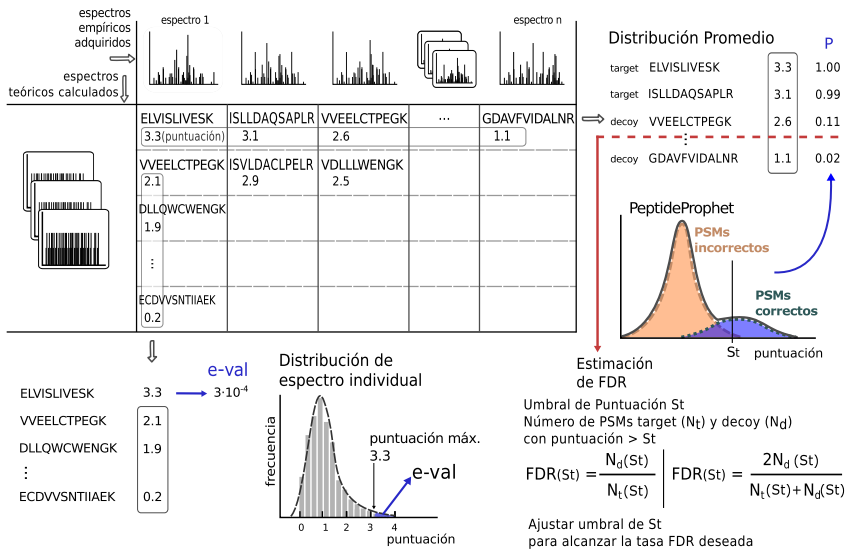 espectros
empíricos
adquiridos
espectro 1
espectro n
espectros
teóricos calculados
ELVISLIVESK
ISLLDAQSAPLR
VVEELCTPEGK
...
GDAVFVIDALNR
3.3(puntuación)
3.1
2.6
1.1
VVEELCTPEGK
ISVLDACLPELR
VDLLLWENGK
2.1
2.9
2.5
DLLQWCWENGK
1.9
⋮
ECDVVSNTIIAEK
0.2
Distribución Promedio
P
target ELVISLIVESK 3.3 1.00
target ISLLDAQSAPLR 3.1 0.99
decoy VVEELCTPEGK 2.6 0.11
⋮
decoy GDAVFVIDALNR 1.1 0.02
PeptideProphet
PSMs
incorrectos
PSMs
correctos
St
puntuación
Estimación
de FDR
e-val
ELVISLIVESK 3.3 3·10⁻⁴
VVEELCTPEGK 2.1
DLLQWCWENGK 1.9
⋮
ECDVVSNTIIAEK 0.2
Distribución de
espectro individual
frecuencia
puntuación máx.
3.3
e-val
0 1 2 3 4
puntuación
Umbral de Puntuación St
Número de PSMs target (Nt) y decoy (Nd)
con puntuación > St
FDR(St) = Nd(St) / Nt(St) | FDR(St) = 2Nd (St) / Nt(St)+Nd(St)
Ajustar umbral de St
para alcanzar la tasa FDR deseada